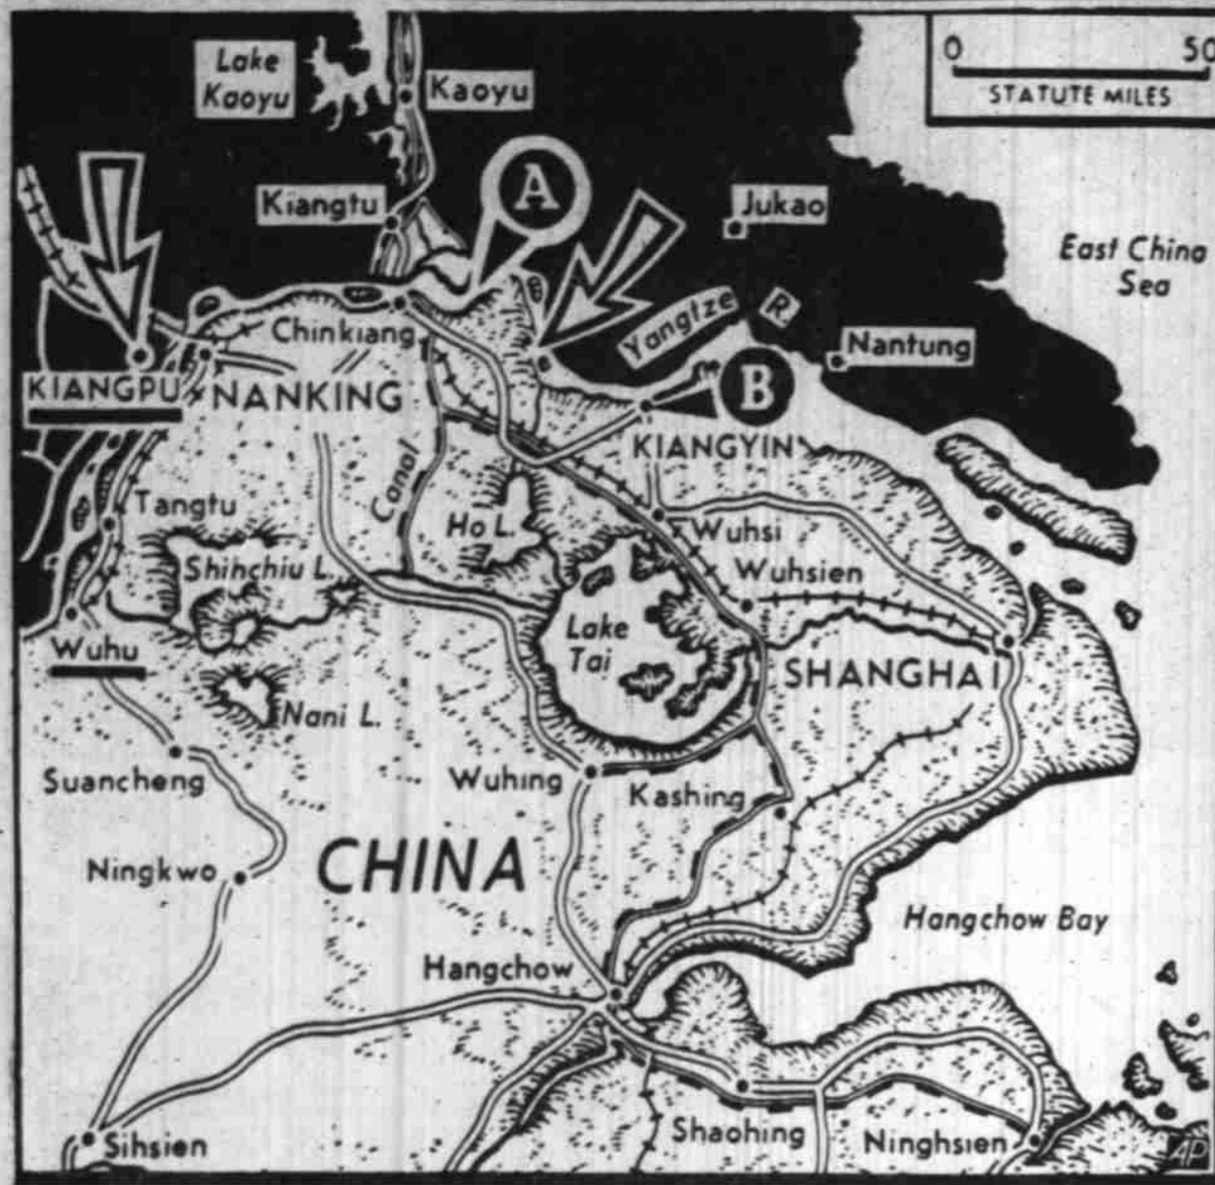 0 50
STATUTE MILES
Lake
Kaoyu
Kaoyu
A
Kiangtu
Jukao
East China
Sea
Yangtze R.
Chinkiang
Nantung
KIANGPU
NANKING
B
KIANGYIN
Canal
Tangtu
Ho L.
Wuhsi
Shihchiu L.
Wuhsien
Lake
Tai
Wuhu
SHANGHAI
Nani L.
Suancheng
Wuhing
Kashing
CHINA
Ningkwo
Hangchow Bay
Hangchow
Shaohing
Ninghsien
Sihsien
AP